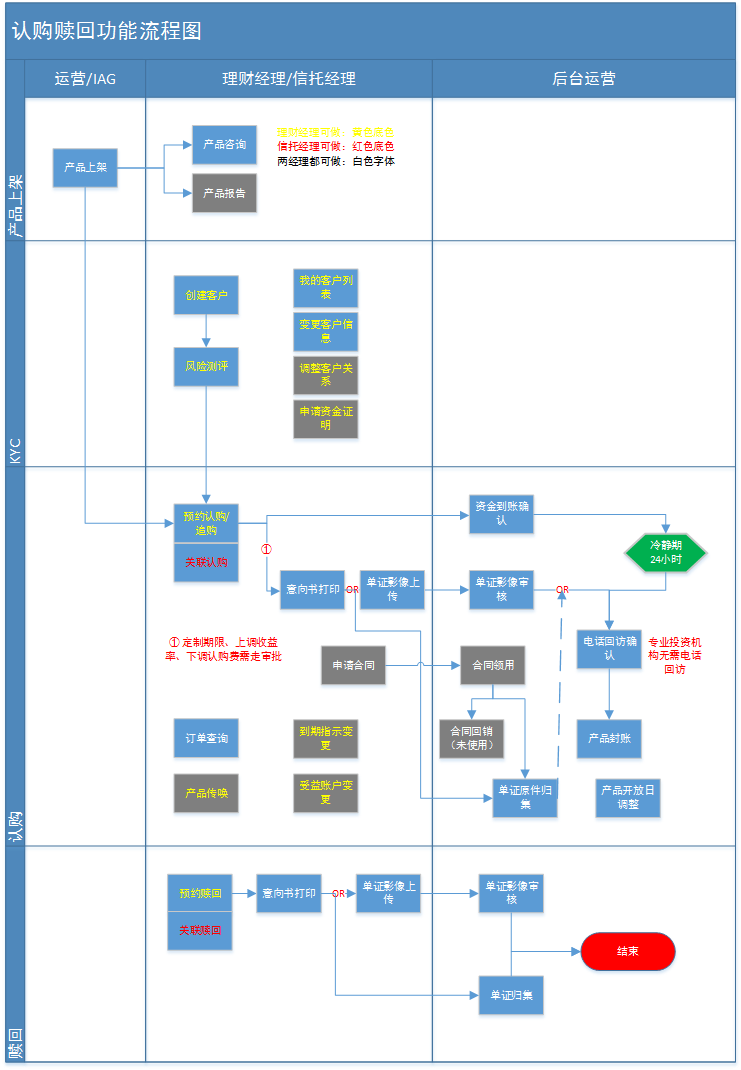 认购赎回功能流程图
运营/IAG
理财经理/信托经理
后台运营
产品上架
产品上架
产品咨询
产品报告
理财经理可做：黄色底色
信托经理可做：红色底色
两经理都可做：白色字体
KYC
创建客户
风险测评
我的客户列
表
变更客户信
息
调整客户关
系
申请资金证
明
认购
预约认购/
追购
关联认购
①
资金到账确
认
冷静期
24小时
意向书打印
OR
单证影像上
传
单证影像审
核
OR
① 定制期限、上调收益
率、下调认购费需走审批
申请合同
合同领用
电话回访确
认
专业投资机
构无需电话
回访
订单查询
到期指示变
更
合同回销
（未使用）
产品封账
产品传唤
受益账户变
更
单证原件归
集
产品开放日
调整
赎回
预约赎回
关联赎回
意向书打印
OR
单证影像上
传
单证影像审
核
结束
单证归集